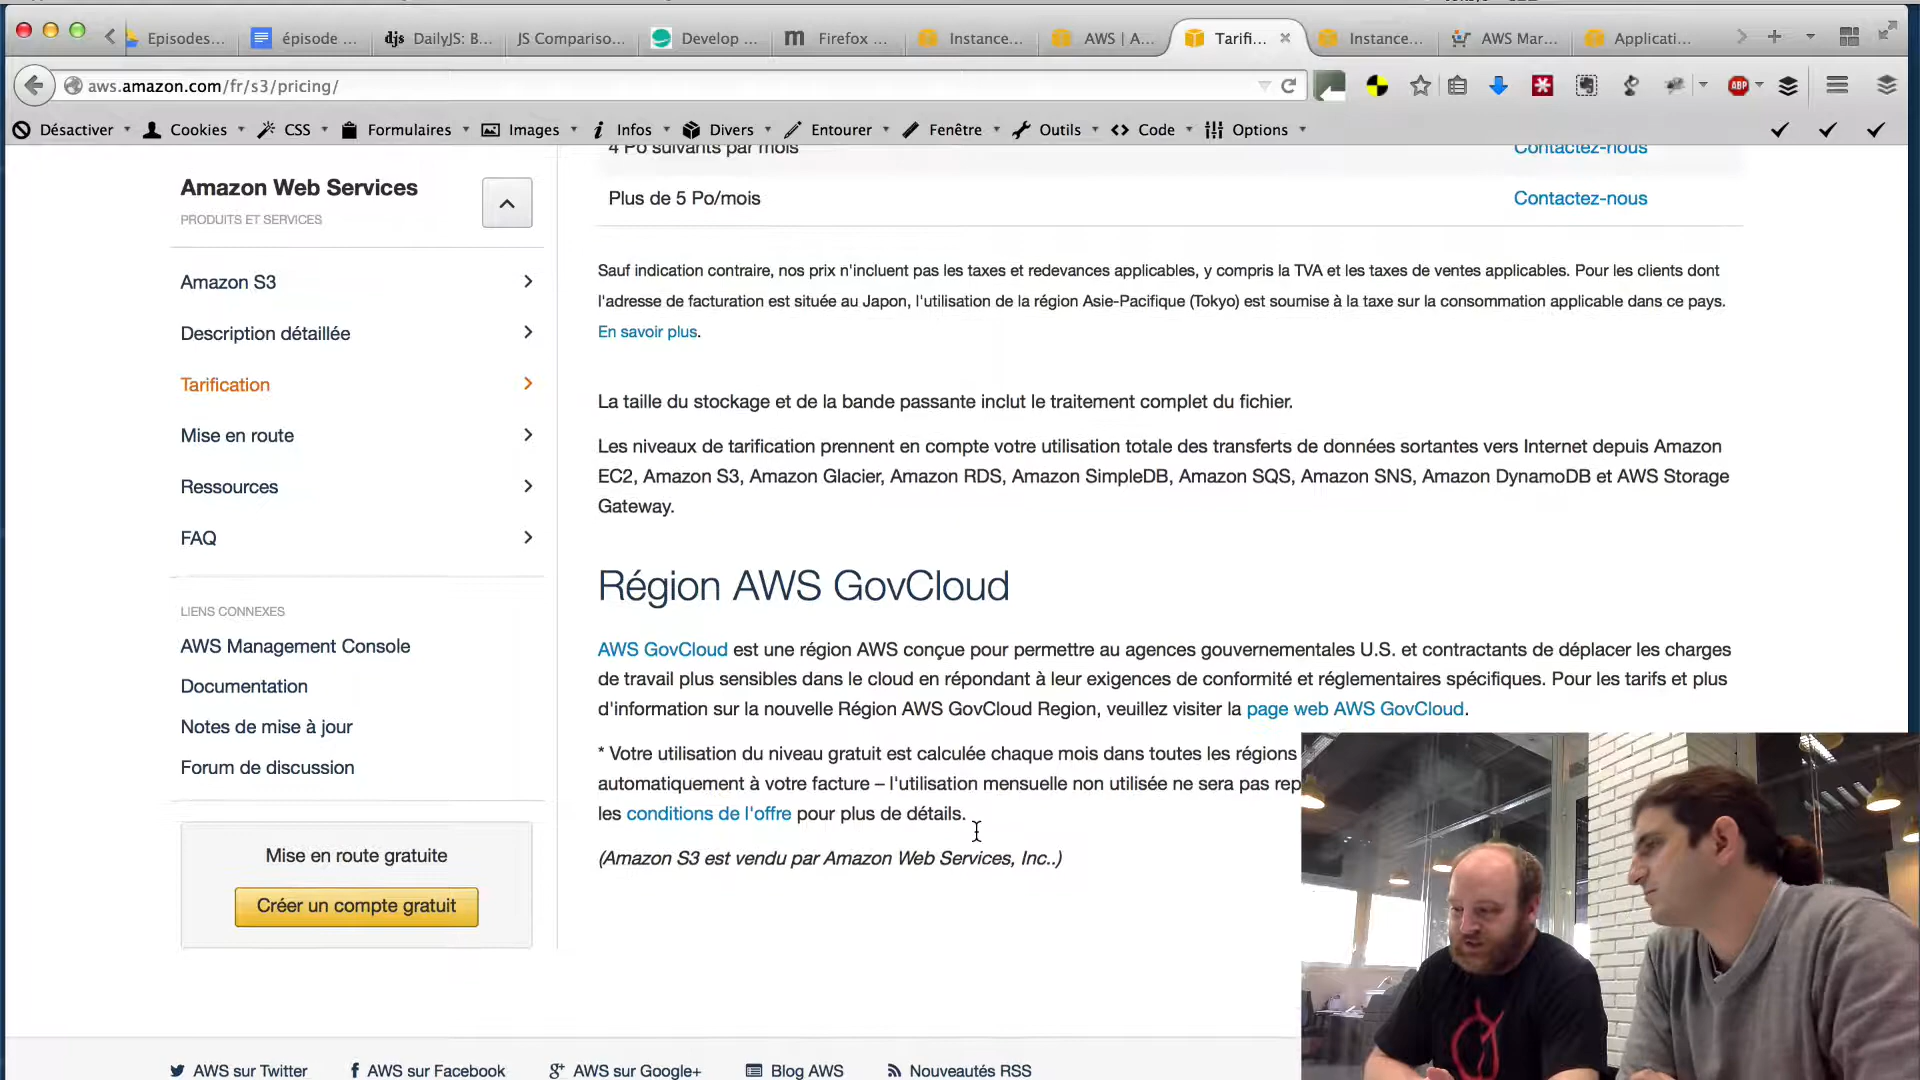 Episodes...
épisode ...
djs DailyJS: B...
JS Compariso...
Develop ...
m Firefox ...
Instance...
AWS | A...
Tarifi...
Instance...
AWS Mar...
Applicati...
aws.amazon.com/fr/s3/pricing/
ABP
Désactiver
Cookies
CSS
Formulaires
Images
Infos
Divers
Entourer
Fenêtre
Outils
Code
Options
4 Po suivants par mois
Contactez-nous
Plus de 5 Po/mois
Contactez-nous
Amazon Web Services
PRODUITS ET SERVICES
Amazon S3
Description détaillée
Tarification
Mise en route
Ressources
FAQ
LIENS CONNEXES
AWS Management Console
Documentation
Notes de mise à jour
Forum de discussion
Mise en route gratuite
Créer un compte gratuit
Sauf indication contraire, nos prix n'incluent pas les taxes et redevances applicables, y compris la TVA et les taxes de ventes applicables. Pour les clients dont
l'adresse de facturation est située au Japon, l'utilisation de la région Asie-Pacifique (Tokyo) est soumise à la taxe sur la consommation applicable dans ce pays.
En savoir plus.
La taille du stockage et de la bande passante inclut le traitement complet du fichier.
Les niveaux de tarification prennent en compte votre utilisation totale des transferts de données sortantes vers Internet depuis Amazon
EC2, Amazon S3, Amazon Glacier, Amazon RDS, Amazon SimpleDB, Amazon SQS, Amazon SNS, Amazon DynamoDB et AWS Storage
Gateway.
Région AWS GovCloud
AWS GovCloud est une région AWS conçue pour permettre au agences gouvernementales U.S. et contractants de déplacer les charges
de travail plus sensibles dans le cloud en répondant à leur exigences de conformité et réglementaires spécifiques. Pour les tarifs et plus
d'information sur la nouvelle Région AWS GovCloud Region, veuillez visiter la page web AWS GovCloud.
* Votre utilisation du niveau gratuit est calculée chaque mois dans toutes les régions
automatiquement à votre facture – l'utilisation mensuelle non utilisée ne sera pas rep
les conditions de l'offre pour plus de détails.
(Amazon S3 est vendu par Amazon Web Services, Inc..)
AWS sur Twitter
AWS sur Facebook
AWS sur Google+
Blog AWS
Nouveautés RSS